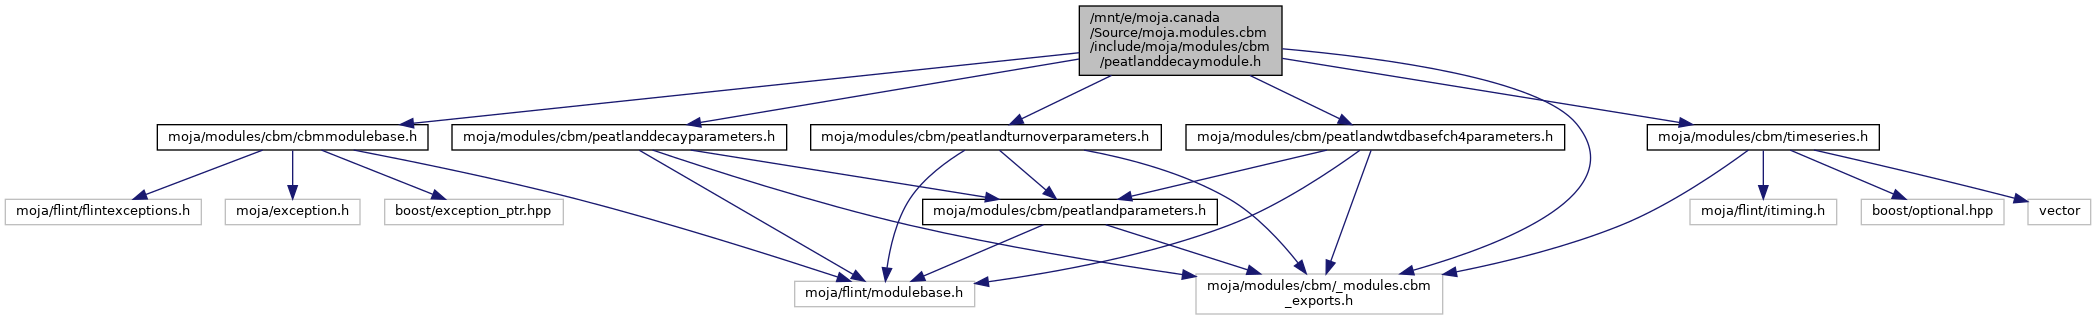 /mnt/e/moja.canada
/Source/moja.modules.cbm
/include/moja/modules/cbm
/peatlanddecaymodule.h
moja/modules/cbm/cbmmodulebase.h
moja/modules/cbm/peatlanddecayparameters.h
moja/modules/cbm/peatlandturnoverparameters.h
moja/modules/cbm/peatlandwtdbasefch4parameters.h
moja/modules/cbm/timeseries.h
moja/flint/flintexceptions.h
moja/exception.h
boost/exception_ptr.hpp
moja/modules/cbm/peatlandparameters.h
moja/flint/itiming.h
boost/optional.hpp
vector
moja/flint/modulebase.h
moja/modules/cbm/_modules.cbm
_exports.h